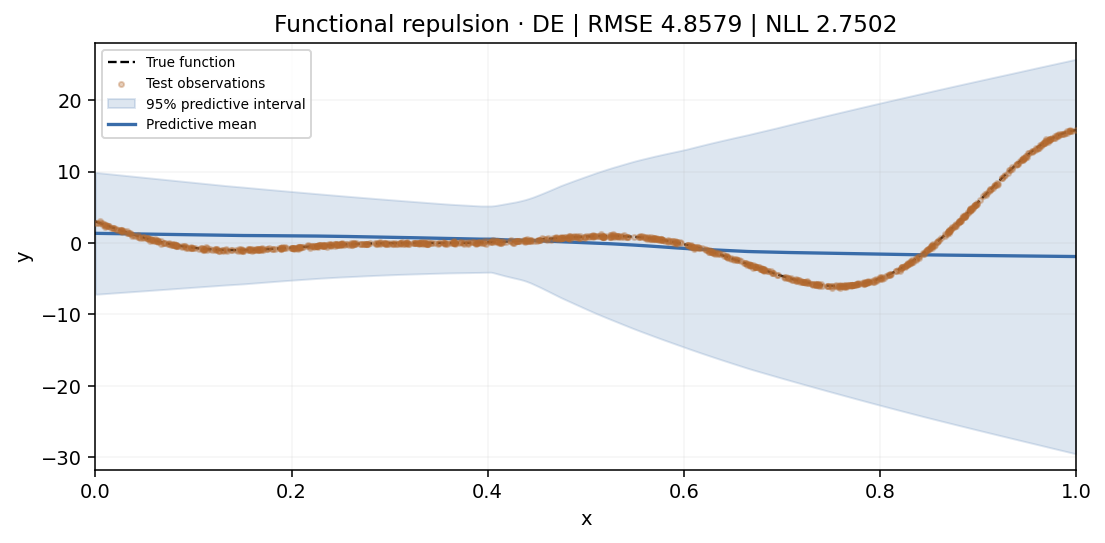 Functional repulsion · DE | RMSE 4.8579 | NLL 2.7502
True function
Test observations
95% predictive interval
Predictive mean
y
20
10
0
−10
−20
−30
0.0 0.2 0.4 0.6 0.8 1.0
x